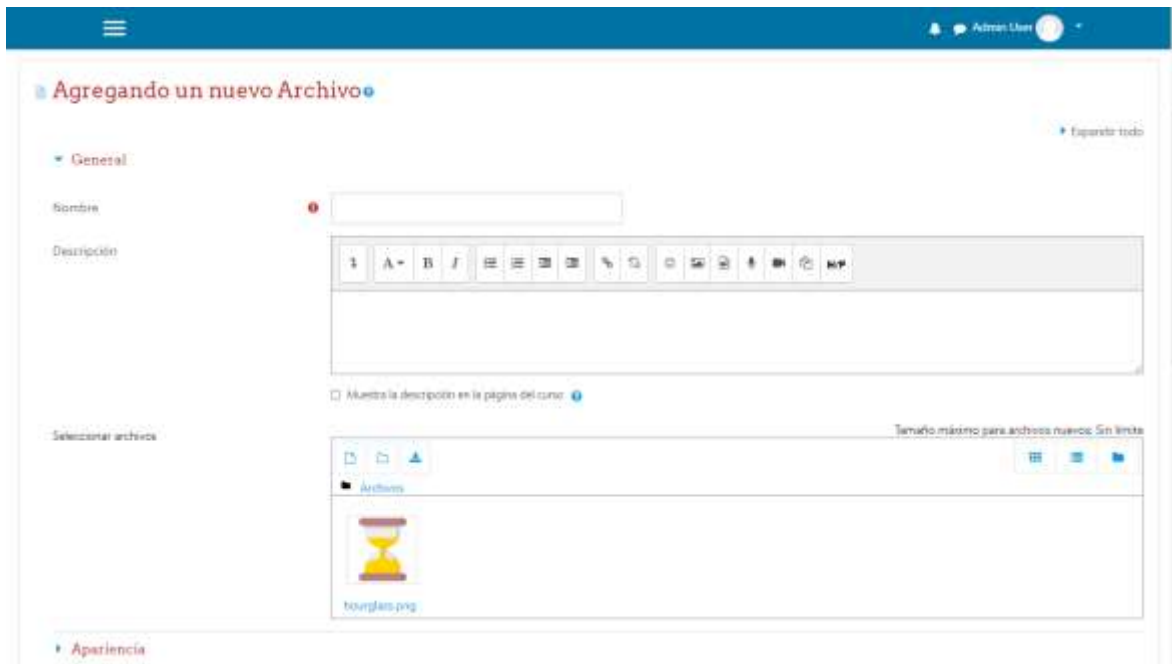 Admin User
Agregando un nuevo Archivo
Expandir todo
General
Nombre
Descripción
A B I H-P
Muestra la descripción en la página del curso
Seleccionar archivos
Tamaño máximo para archivos nuevos: Sin límite
Archivos
hourglass.png
Apariencia